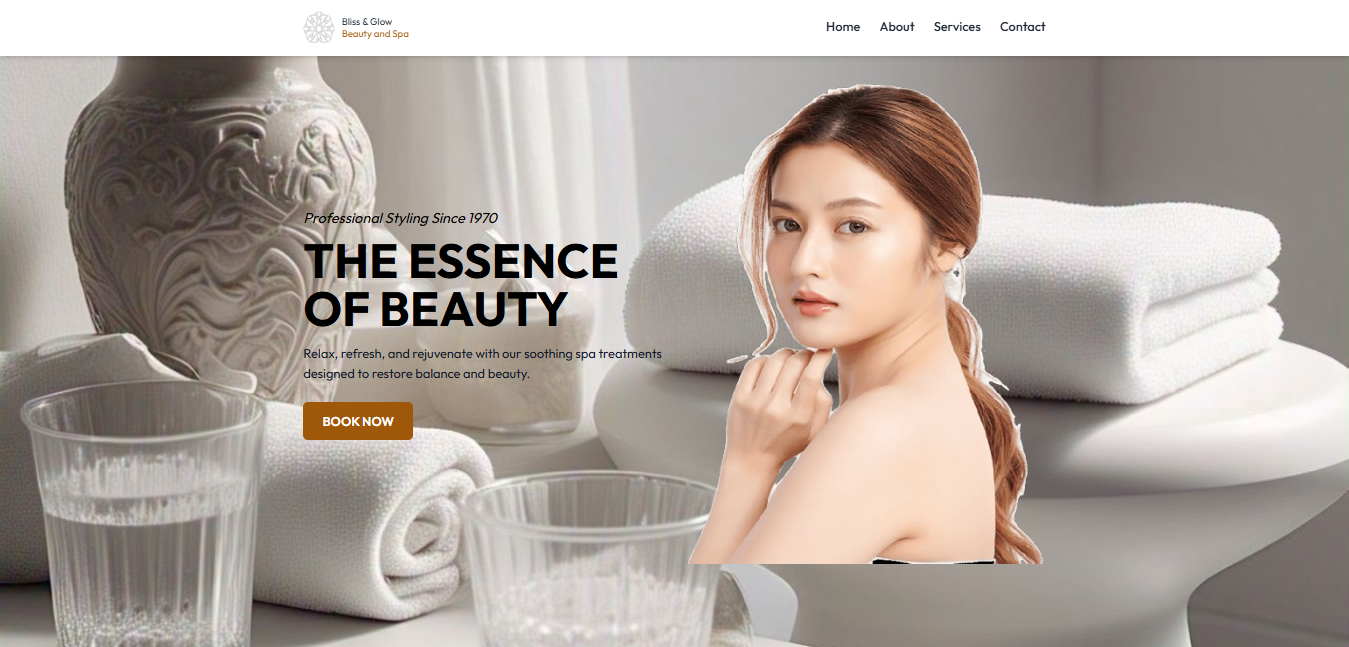 Bliss & Glow
Beauty and Spa
Home About Services Contact
Professional Styling Since 1970
THE ESSENCE
OF BEAUTY
Relax, refresh, and rejuvenate with our soothing spa treatments
designed to restore balance and beauty.
BOOK NOW